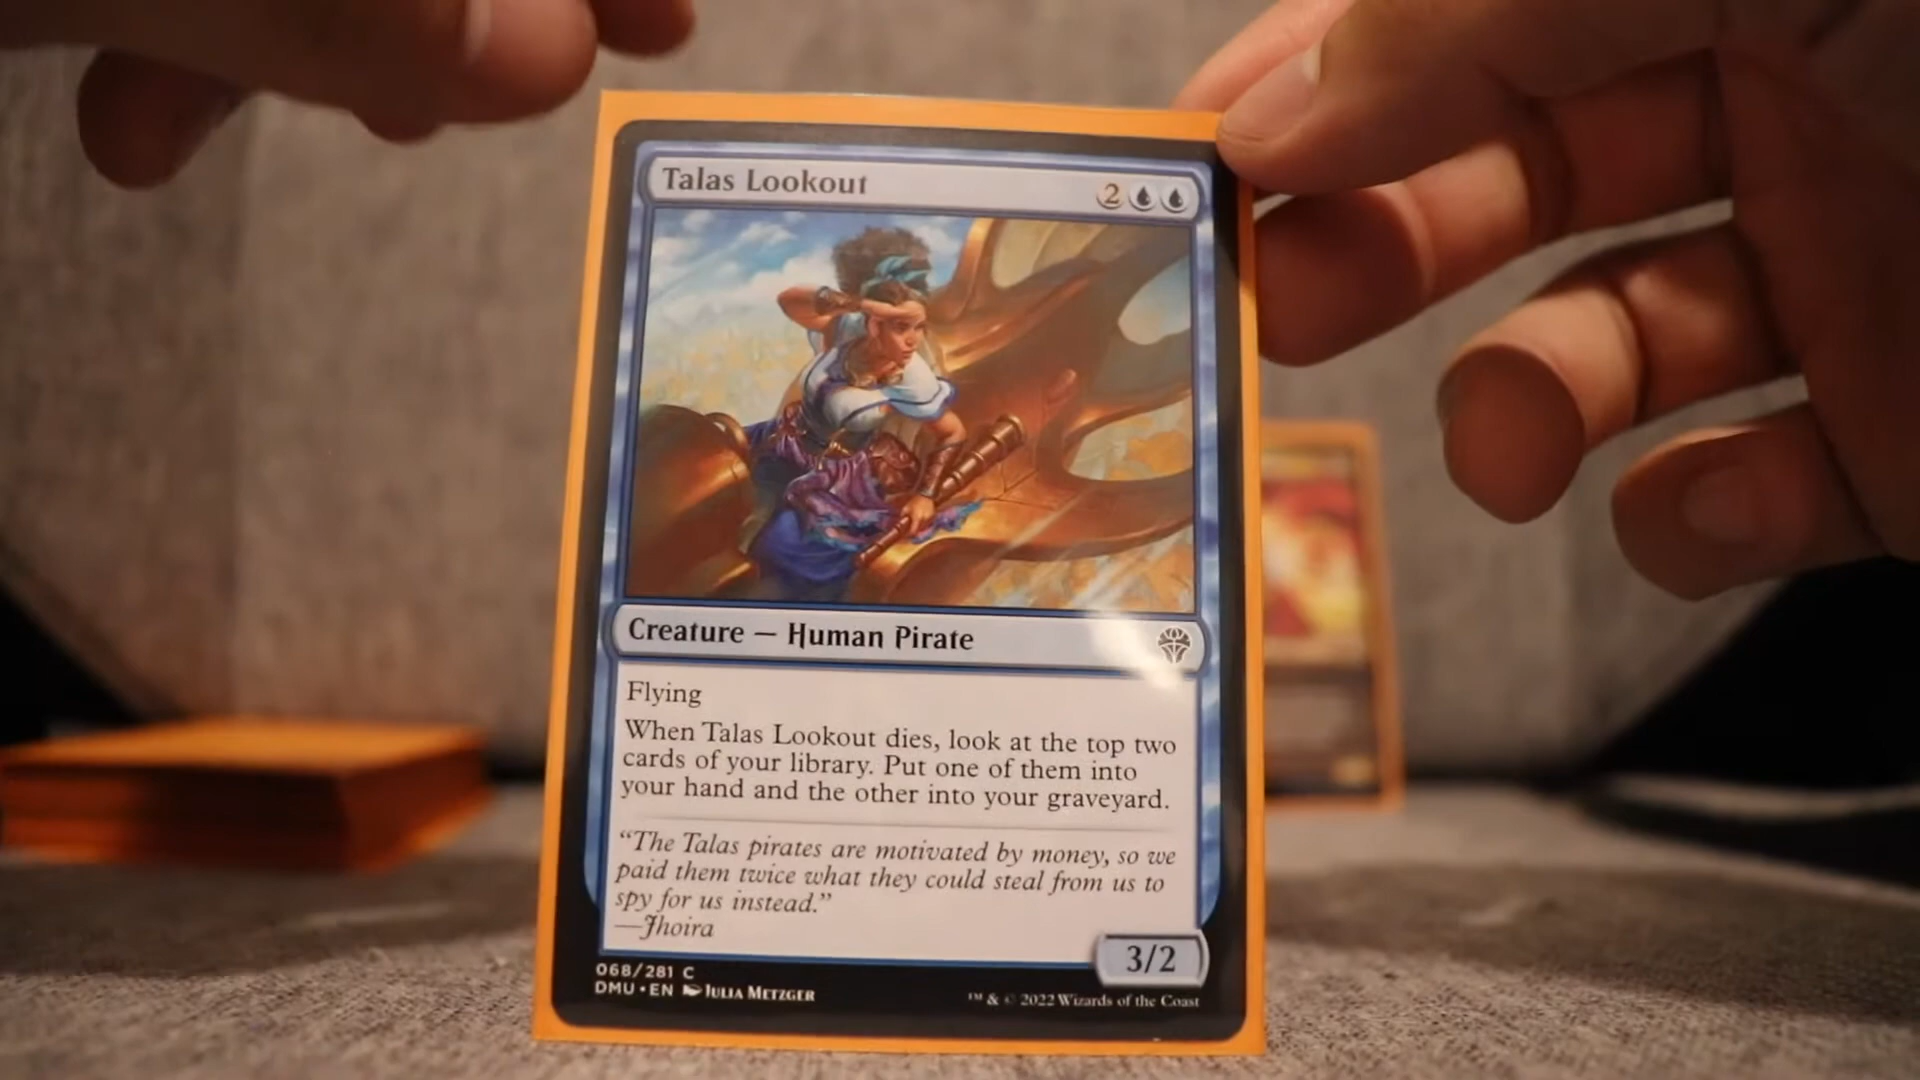 Talas Lookout 2
Creature — Human Pirate
Flying
When Talas Lookout dies, look at the top two
cards of your library. Put one of them into
your hand and the other into your graveyard.
“The Talas pirates are motivated by money, so we
paid them twice what they could steal from us to
spy for us instead.”
—Jhoira
3/2
068/281 C
DMU • EN Julia Metzger
™ & © 2022 Wizards of the Coast